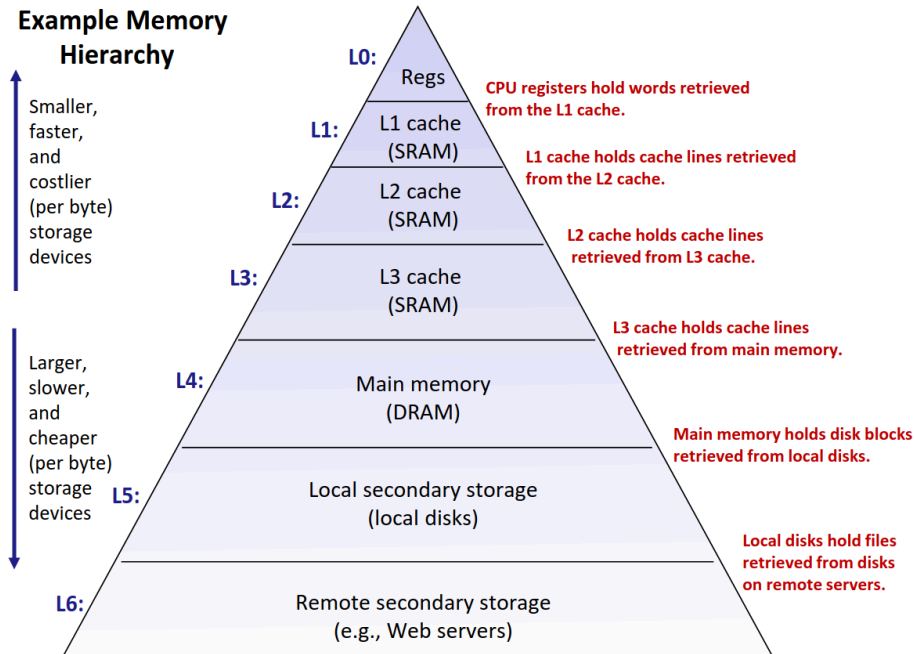 Example Memory
Hierarchy
Smaller,
faster,
and
costlier
(per byte)
storage
devices
Larger,
slower,
and
cheaper
(per byte)
storage
devices
L0:
Regs
CPU registers hold words retrieved
from the L1 cache.
L1:
L1 cache
(SRAM)
L1 cache holds cache lines retrieved
from the L2 cache.
L2:
L2 cache
(SRAM)
L2 cache holds cache lines
retrieved from L3 cache.
L3:
L3 cache
(SRAM)
L3 cache holds cache lines
retrieved from main memory.
L4:
Main memory
(DRAM)
Main memory holds disk blocks
retrieved from local disks.
L5:
Local secondary storage
(local disks)
Local disks hold files
retrieved from disks
on remote servers.
L6:
Remote secondary storage
(e.g., Web servers)